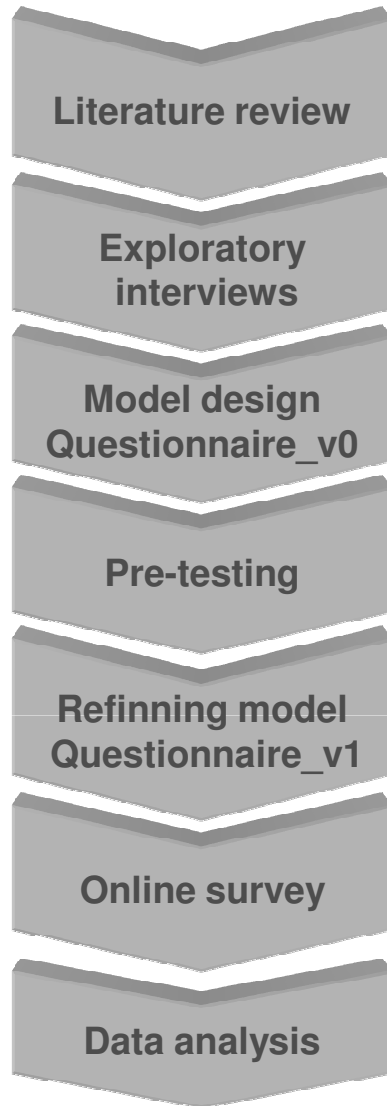 Literature review
Exploratory
interviews
Model design
Questionnaire_v0
Pre-testing
Refinning model
Questionnaire_v1
Online survey
Data analysis